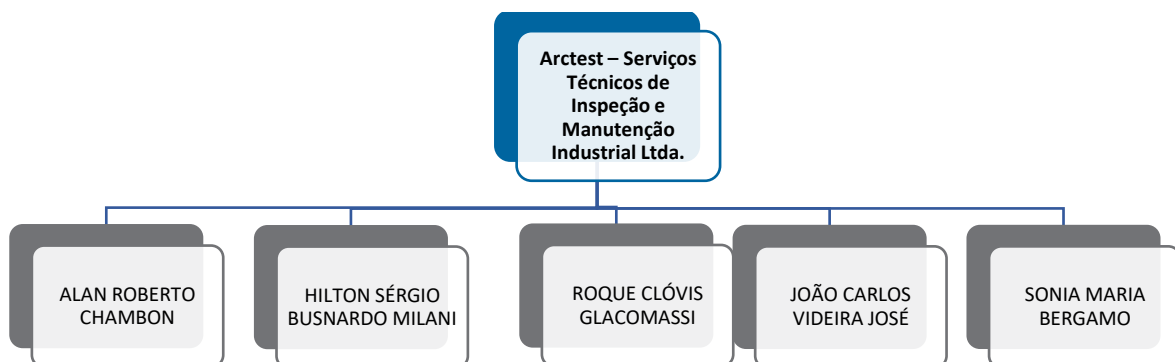 Arctest – Serviços
Técnicos de
Inspeção e
Manutenção
Industrial Ltda.
ALAN ROBERTO
CHAMBON
HILTON SÉRGIO
BUSNARDO MILANI
ROQUE CLÓVIS
GLACOMASSI
JOÃO CARLOS
VIDEIRA JOSÉ
SONIA MARIA
BERGAMO